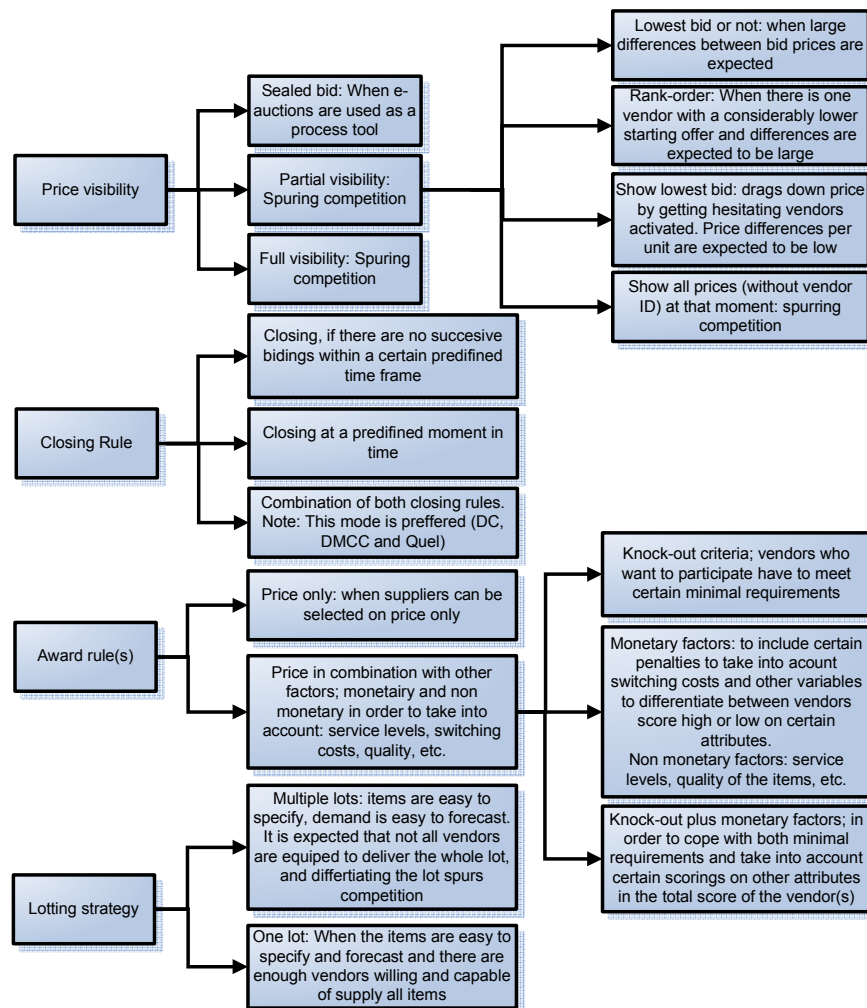 Price visibility
Sealed bid: When e-
auctions are used as a
process tool
Partial visibility:
Spuring competition
Full visibility: Spuring
competition
Lowest bid or not: when large
differences between bid prices are
expected
Rank-order: When there is one
vendor with a considerably lower
starting offer and differences are
expected to be large
Show lowest bid: drags down price
by getting hesitating vendors
activated. Price differences per
unit are expected to be low
Show all prices (without vendor
ID) at that moment: spurring
competition
Closing Rule
Closing, if there are no succesive
bidings within a certain predifined
time frame
Closing at a predifined moment in
time
Combination of both closing rules.
Note: This mode is preffered (DC,
DMCC and Quel)
Award rule(s)
Price only: when suppliers can be
selected on price only
Price in combination with other
factors; monetairy and non
monetary in order to take into
account: service levels, switching
costs, quality, etc.
Knock-out criteria; vendors who
want to participate have to meet
certain minimal requirements
Monetary factors: to include certain
penalties to take into acount
switching costs and other variables
to differentiate between vendors
score high or low on certain
attributes.
Non monetary factors: service
levels, quality of the items, etc.
Knock-out plus monetary factors; in
order to cope with both minimal
requirements and take into account
certain scorings on other attributes
in the total score of the vendor(s)
Lotting strategy
Multiple lots: items are easy to
specify, demand is easy to forecast.
It is expected that not all vendors
are equiped to deliver the whole lot,
and differtiating the lot spurs
competition
One lot: When the items are easy to
specify and forecast and there are
enough vendors willing and capable
of supply all items